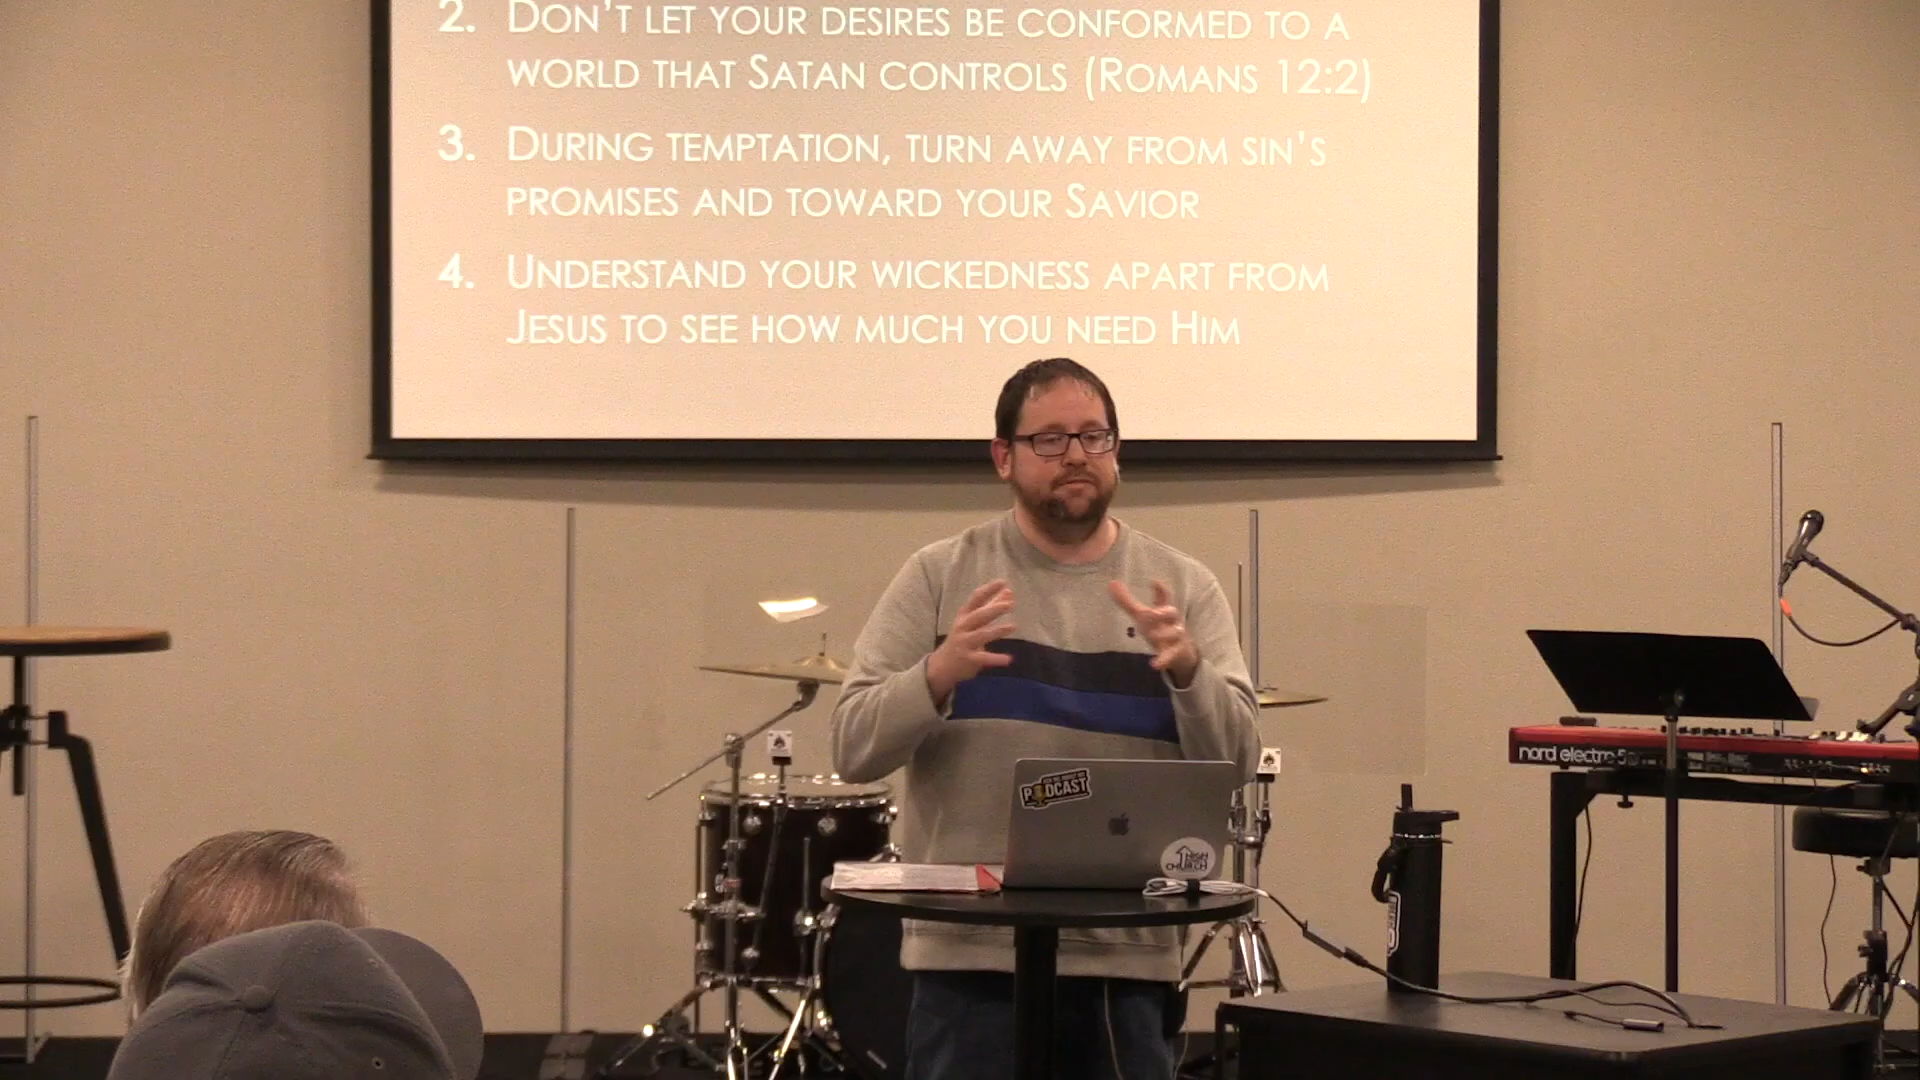 2. Don't let your desires be conformed to a
world that Satan controls (Romans 12:2)
3. During temptation, turn away from sin's
promises and toward your Savior
4. Understand your wickedness apart from
Jesus to see how much you need Him
nord electro 5
PODCAST
HIGH
CHURCH